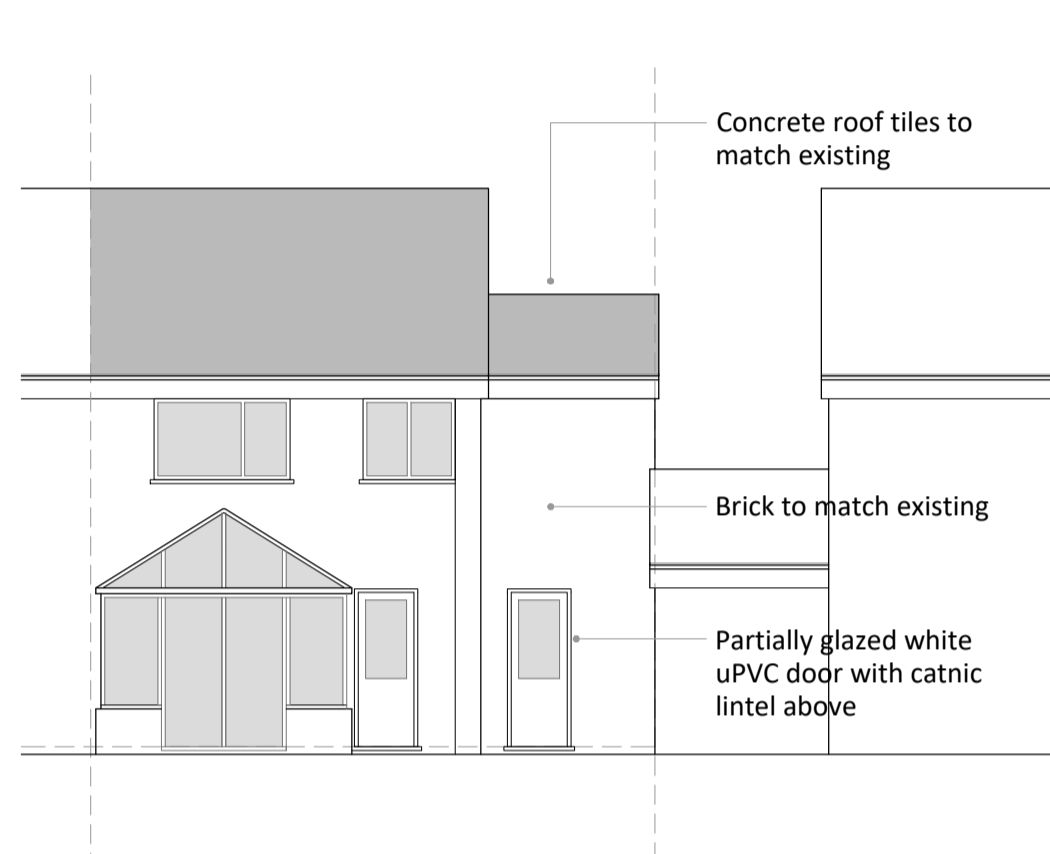 Concrete roof tiles to
match existing
Brick to match existing
Partially glazed white
uPVC door with catnic
lintel above